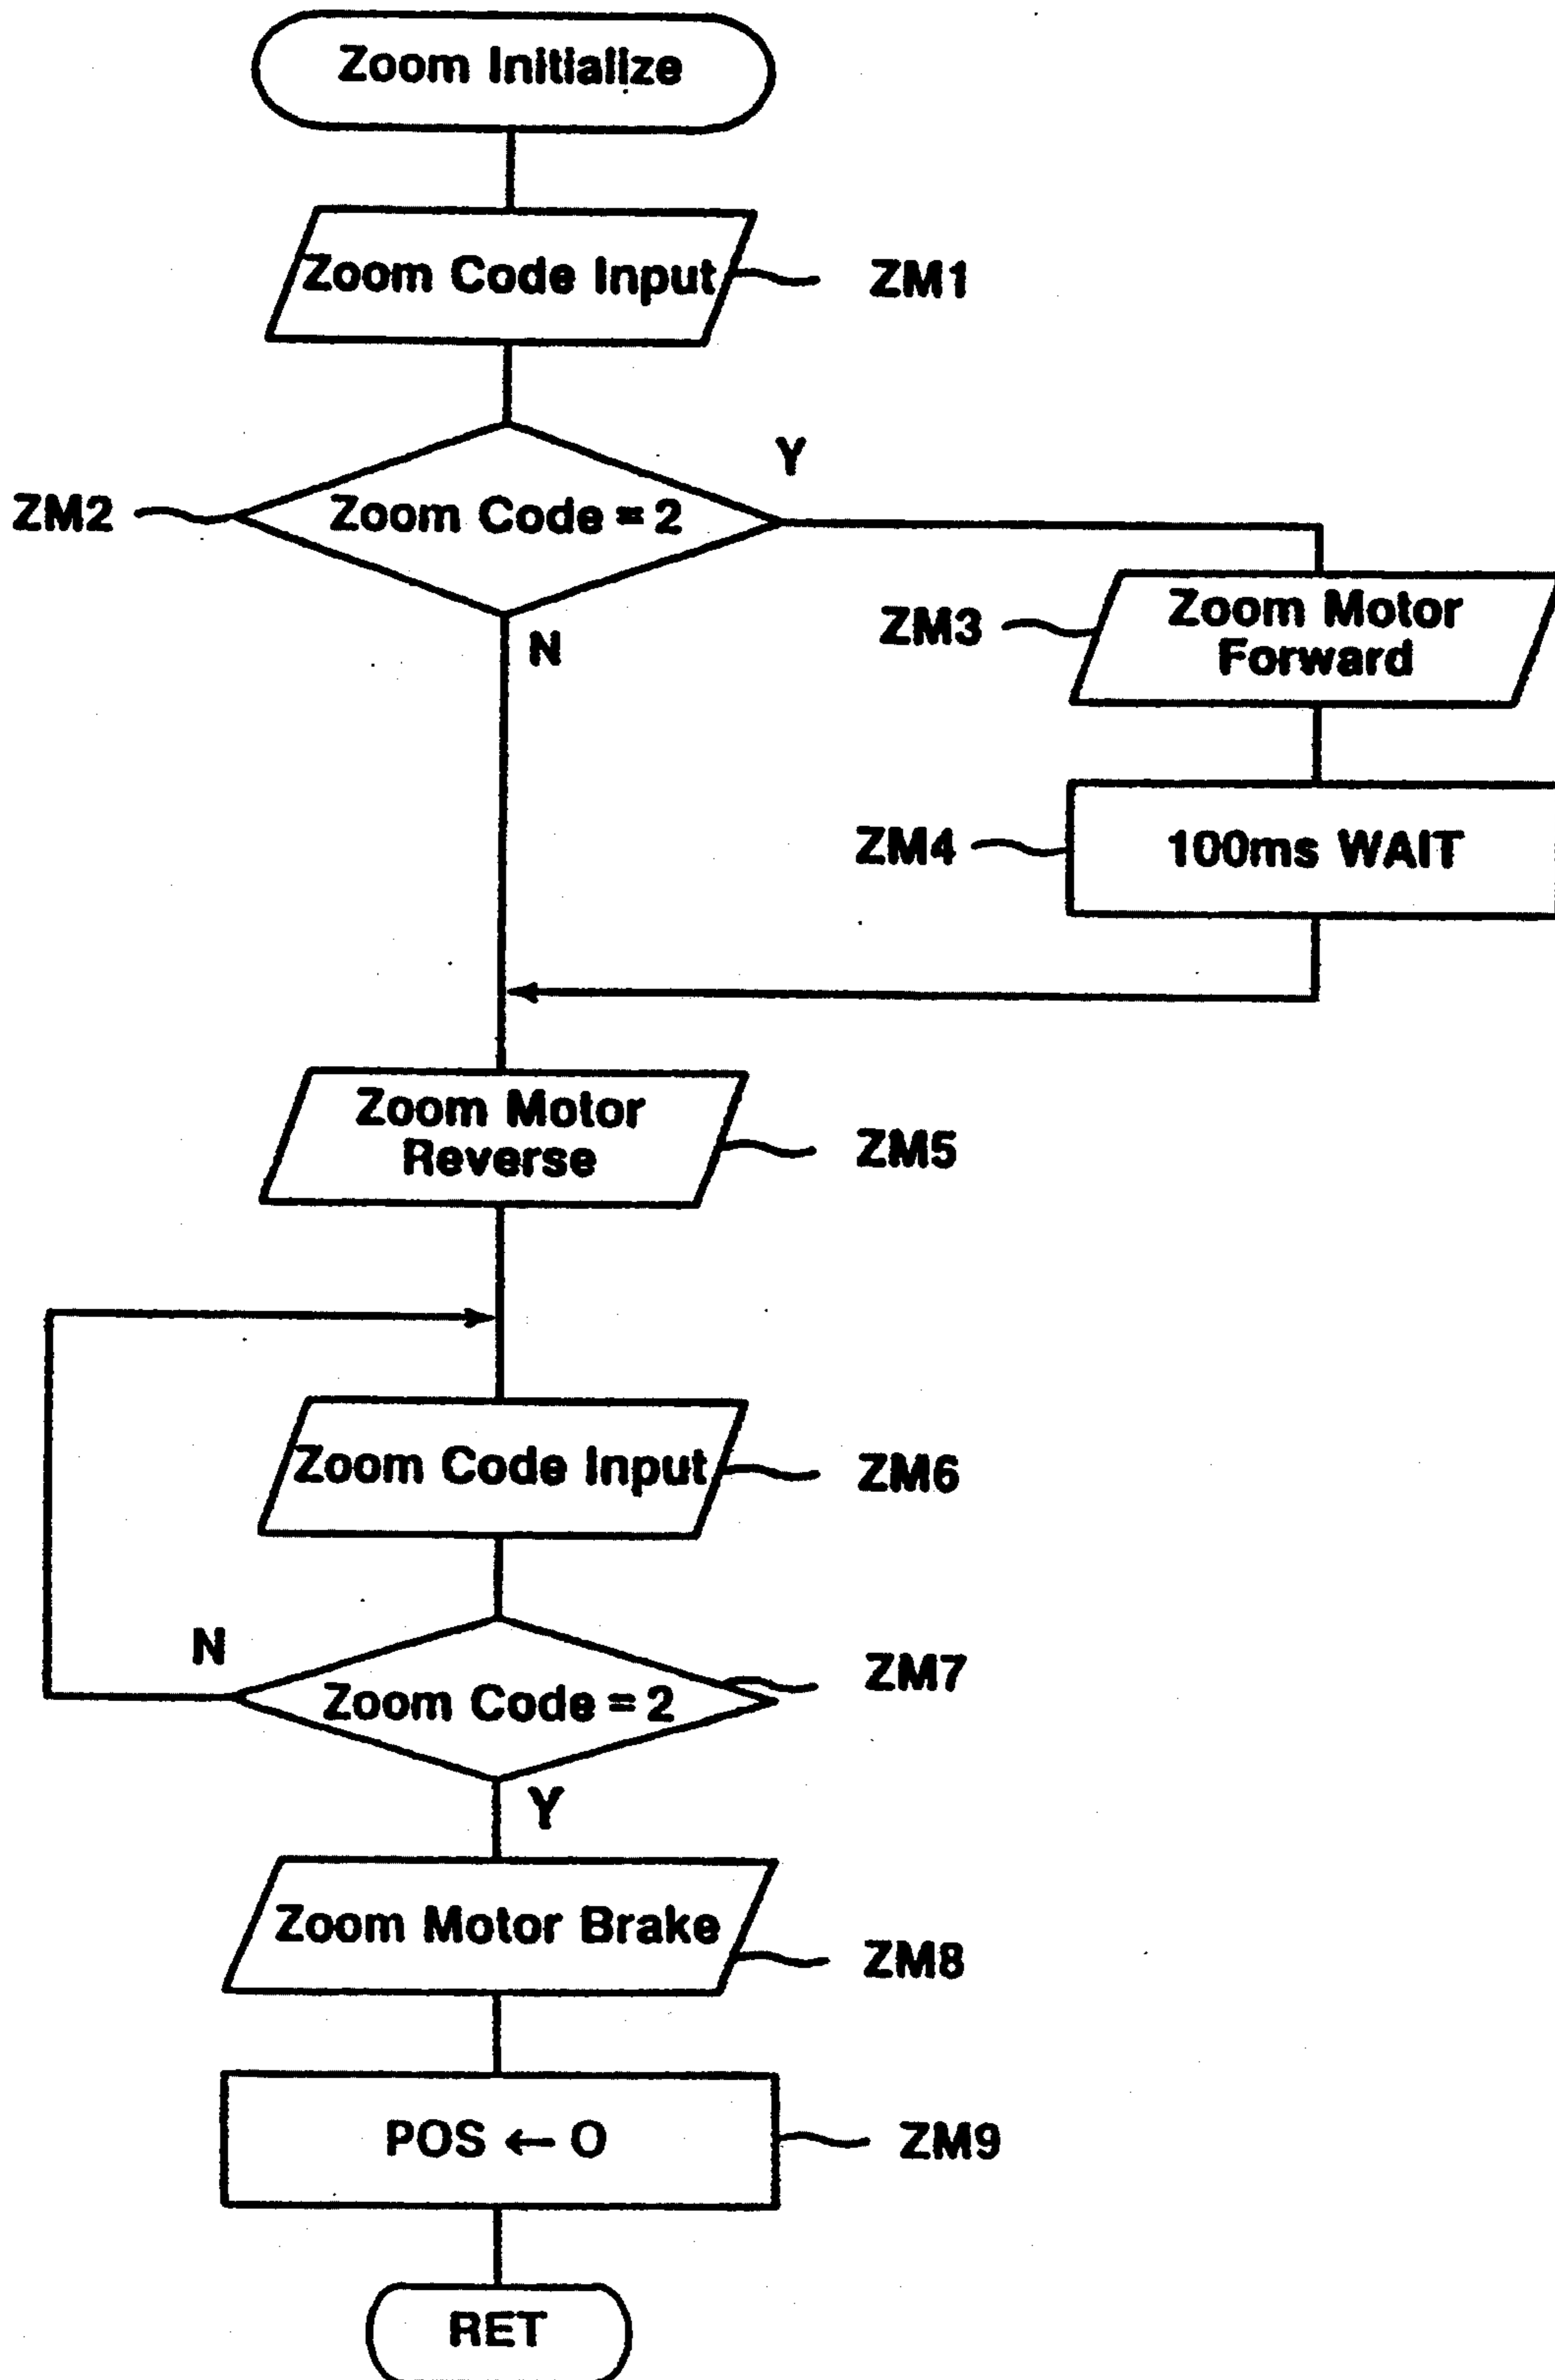 Zoom Initialize
Zoom Code Input
ZM1
ZM2
Zoom Code = 2
Y
N
ZM3
Zoom Motor
Forward
ZM4
100ms WAIT
Zoom Motor
Reverse
ZM5
Zoom Code Input
ZM6
N
Zoom Code = 2
ZM7
Y
Zoom Motor Brake
ZM8
POS ← O
ZM9
RET